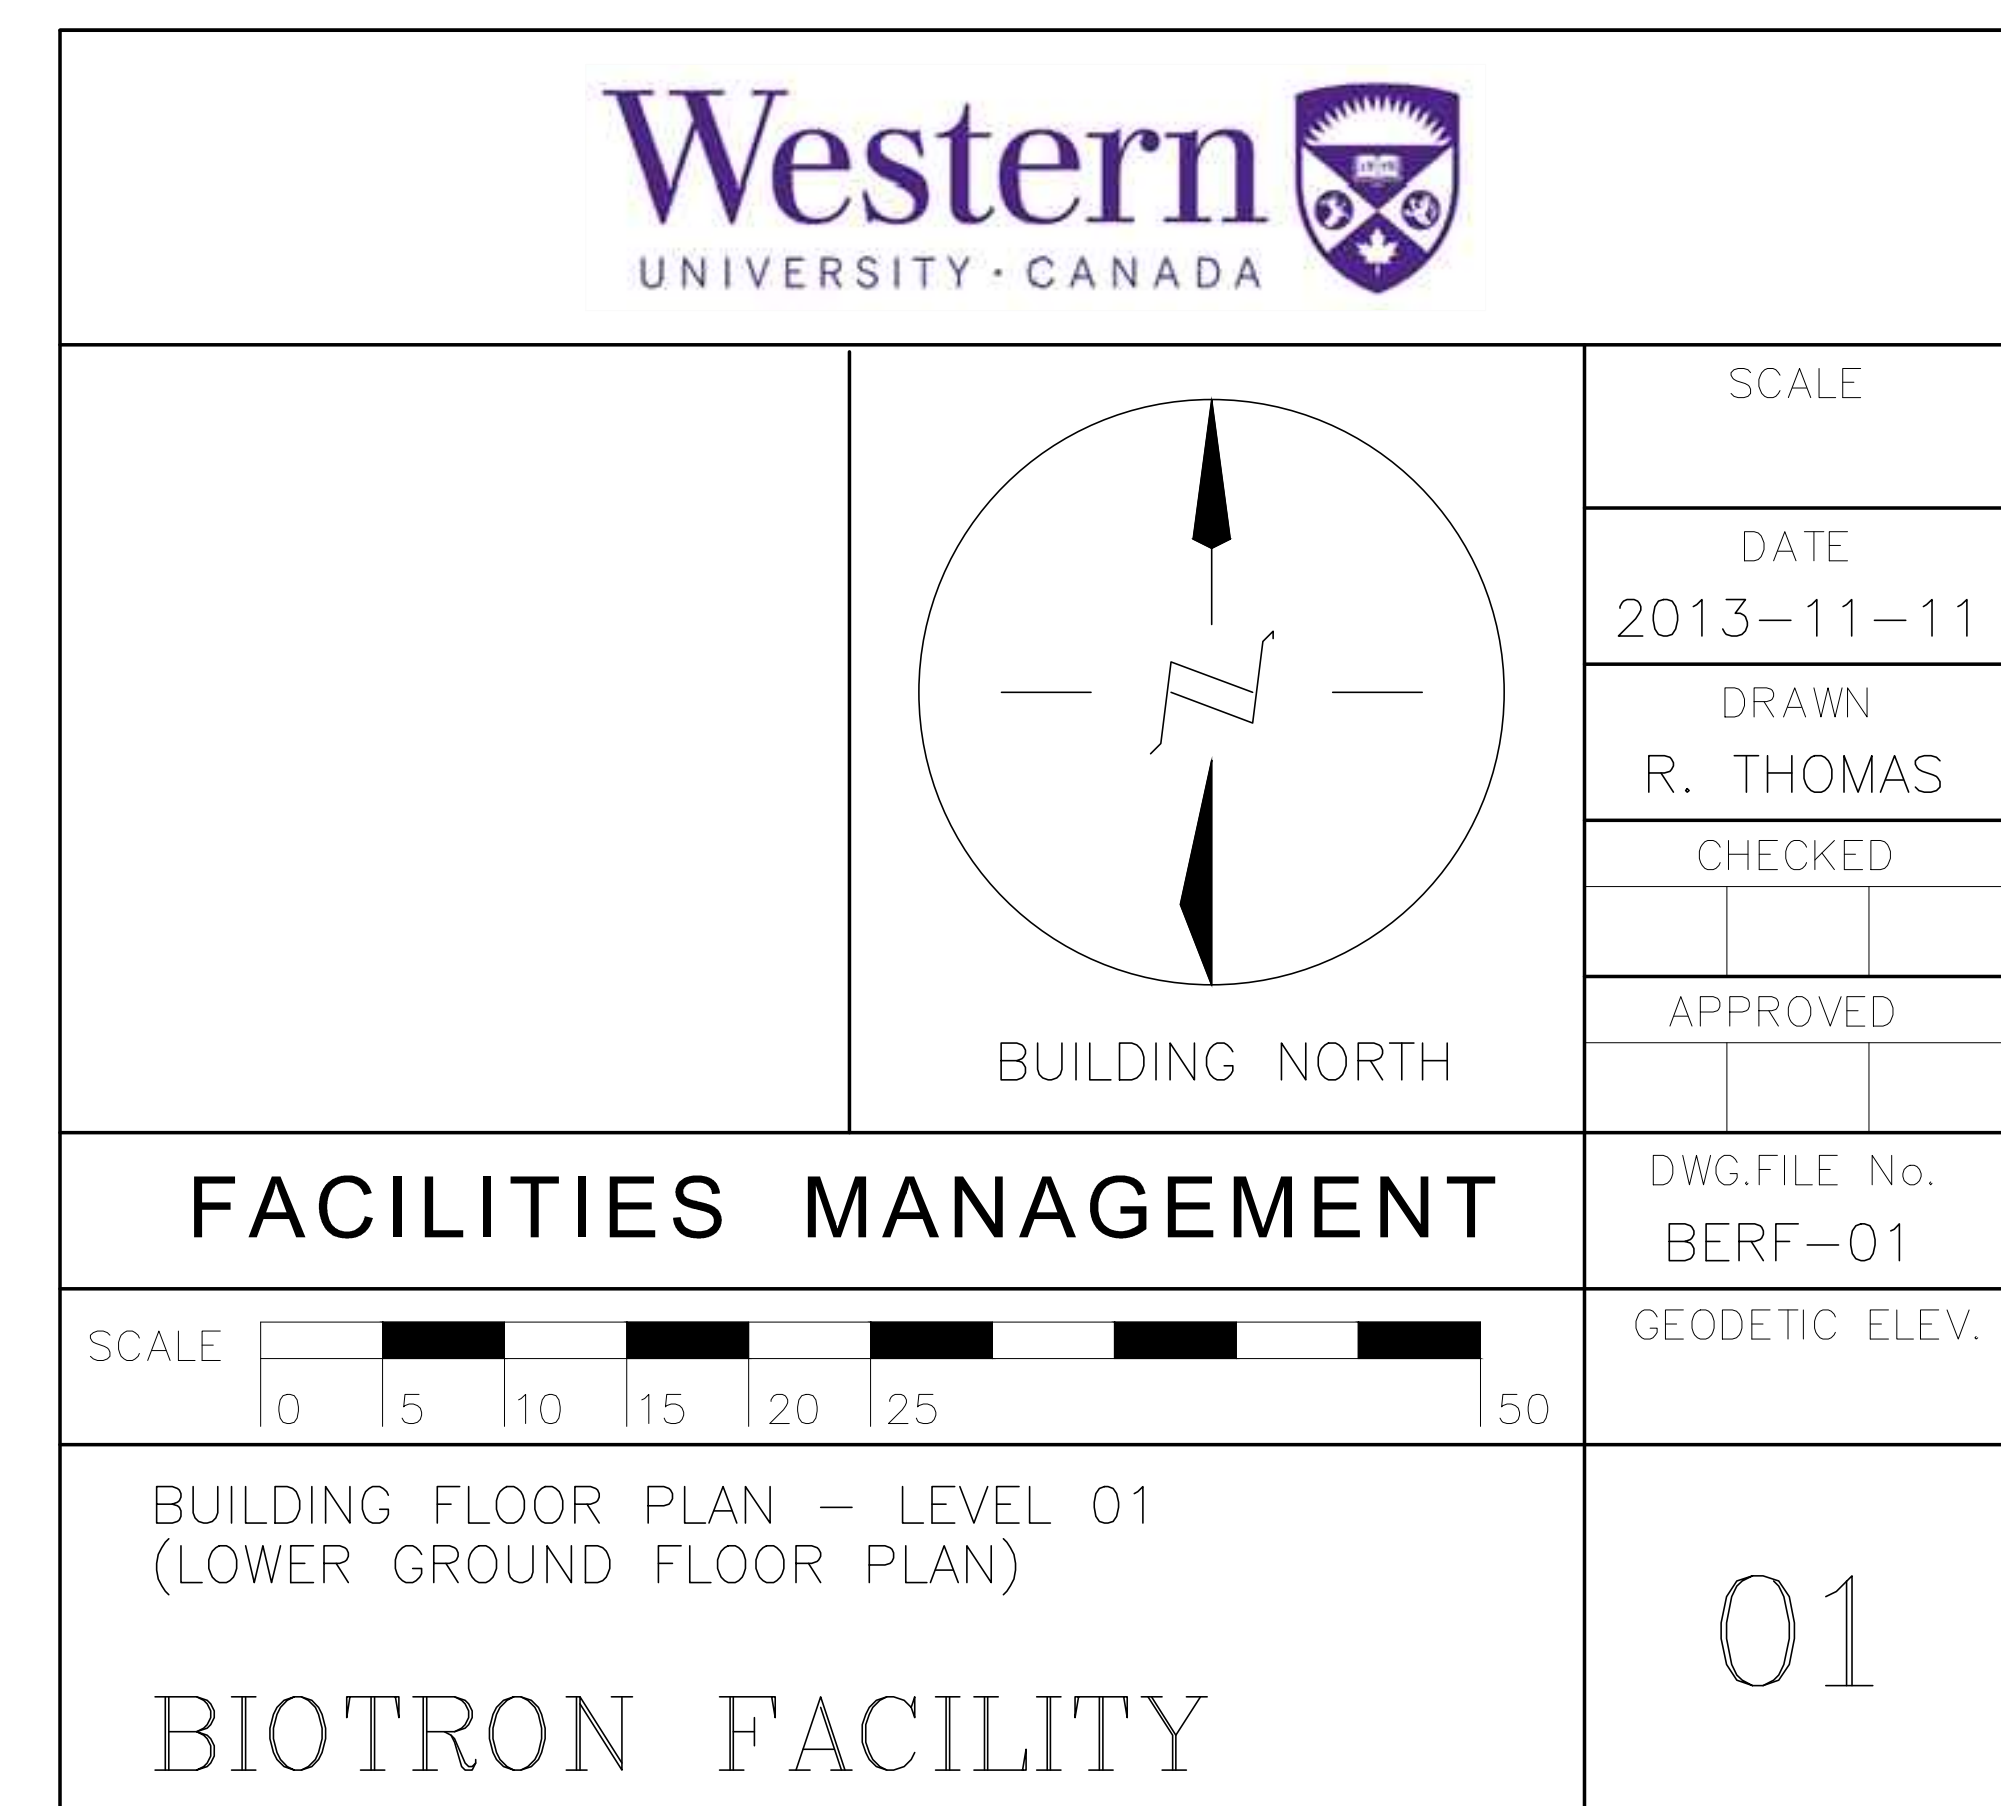 Western
UNIVERSITY · CANADA
SCALE
DATE
2013-11-11
DRAWN
R. THOMAS
CHECKED
APPROVED
N
BUILDING NORTH
FACILITIES MANAGEMENT
DWG.FILE No.
BERF-01
SCALE
0 5 10 15 20 25 50
GEODETIC ELEV.
BUILDING FLOOR PLAN - LEVEL 01
(LOWER GROUND FLOOR PLAN)
BIOTRON FACILITY
01